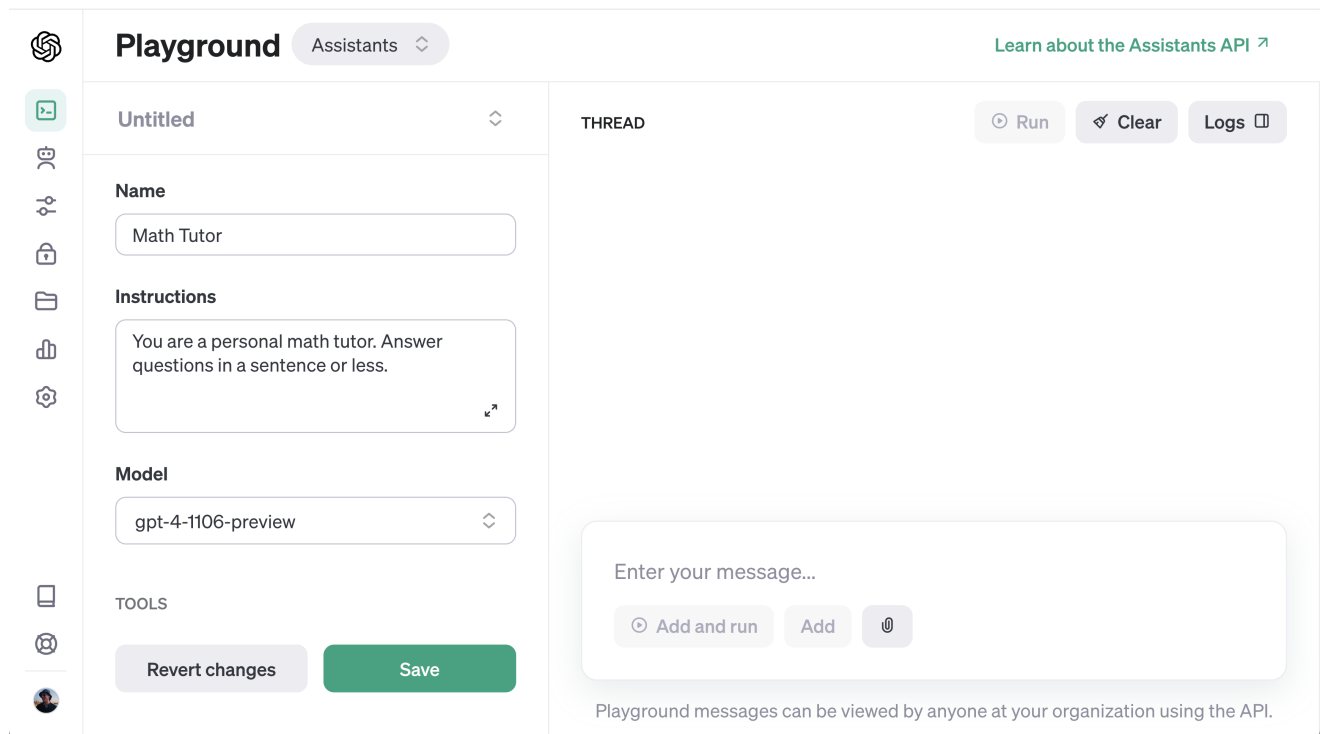 Playground
Assistants
Learn about the Assistants API
Untitled
Name
Math Tutor
Instructions
You are a personal math tutor. Answer
questions in a sentence or less.
Model
gpt-4-1106-preview
TOOLS
Revert changes
Save
THREAD
Run
Clear
Logs
Enter your message...
Add and run
Add
Playground messages can be viewed by anyone at your organization using the API.